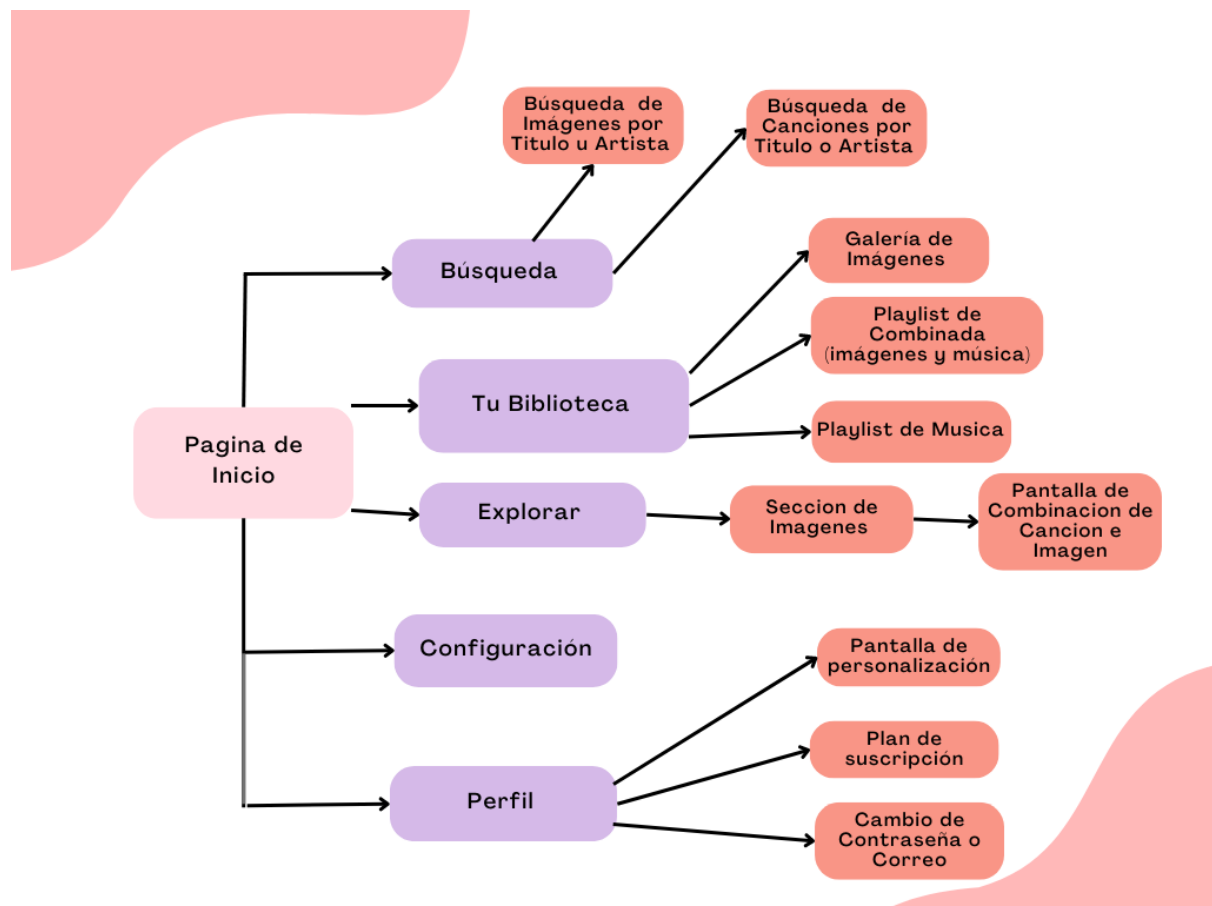 Búsqueda de
Imágenes por
Titulo u Artista
Búsqueda de
Canciones por
Titulo o Artista
Búsqueda
Galería de
Imágenes
Playlist de
Combinada
(imágenes y música)
Tu Biblioteca
Playlist de Musica
Pagina de
Inicio
Explorar
Seccion de
Imagenes
Pantalla de
Combinacion de
Cancion e
Imagen
Configuración
Pantalla de
personalización
Plan de
suscripción
Perfil
Cambio de
Contraseña o
Correo